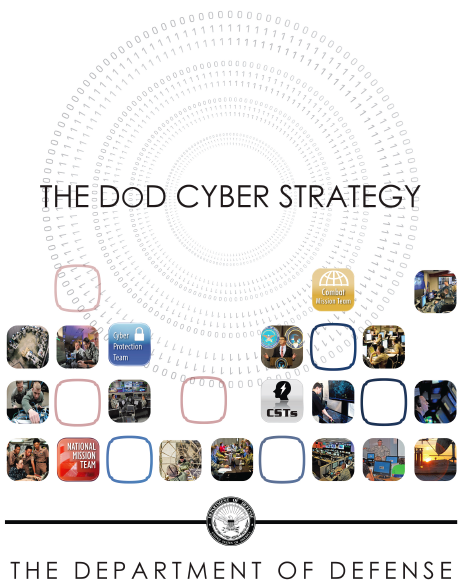 THE DoD CYBER STRATEGY
Combat
Mission Team
Cyber
Protection
Team
CSTs
NATIONAL
MISSION
TEAM
THE DEPARTMENT OF DEFENSE